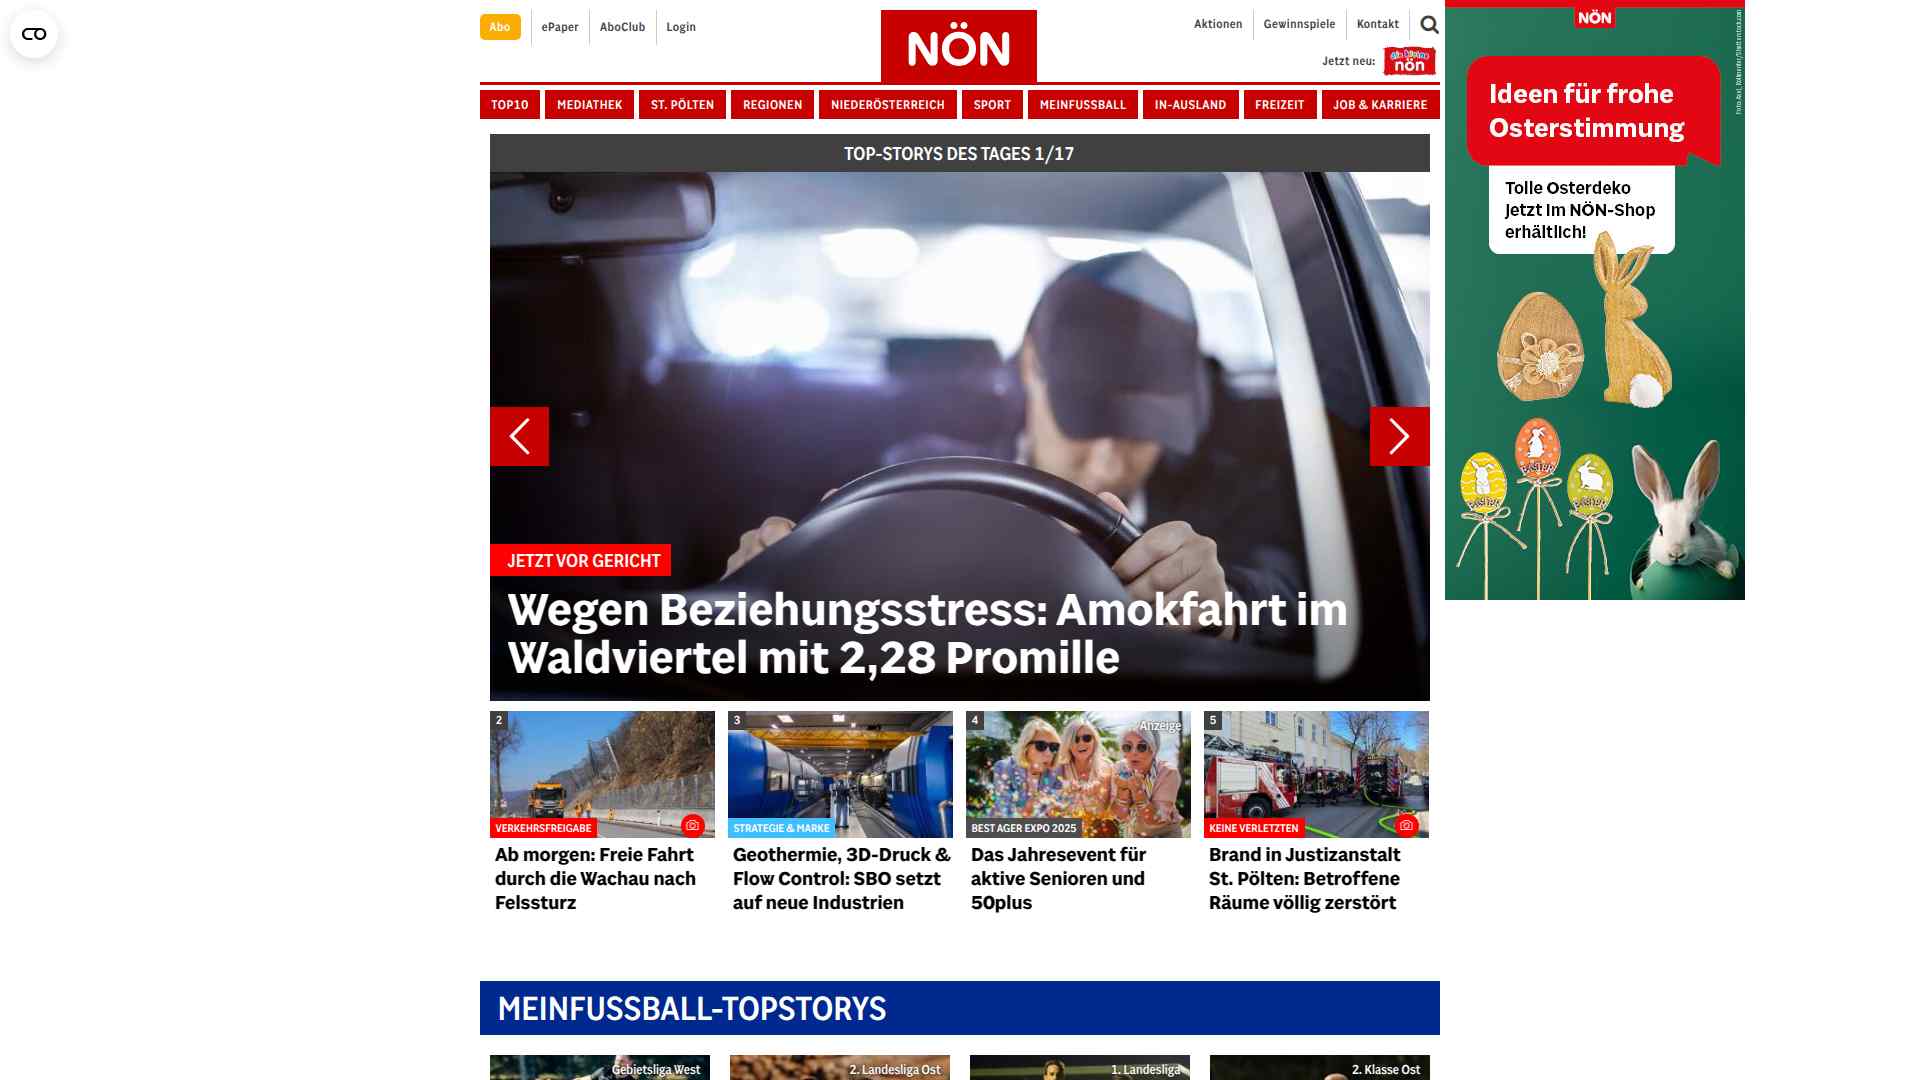 Abo
ePaper
AboClub
Login
NÖN
Aktionen
Gewinnspiele
Kontakt
Jetzt neu:
die kleine
nön
TOP10
MEDIATHEK
ST. PÖLTEN
REGIONEN
NIEDERÖSTERREICH
SPORT
MEINFUSSBALL
IN-AUSLAND
FREIZEIT
JOB & KARRIERE
TOP-STORYS DES TAGES 1/17
JETZT VOR GERICHT
Wegen Beziehungsstress: Amokfahrt im
Waldviertel mit 2,28 Promille
2
VERKEHRSFREIGABE
Ab morgen: Freie Fahrt
durch die Wachau nach
Felssturz
3
STRATEGIE & MARKE
Geothermie, 3D-Druck &
Flow Control: SBO setzt
auf neue Industrien
4
Anzeige
BEST AGER EXPO 2025
Das Jahresevent für
aktive Senioren und
50plus
5
KEINE VERLETZTEN
Brand in Justizanstalt
St. Pölten: Betroffene
Räume völlig zerstört
MEINFUSSBALL-TOPSTORYS
Gebietsliga West
2. Landesliga Ost
1. Landesliga
2. Klasse Ost
NÖN
Ideen für frohe
Osterstimmung
Tolle Osterdeko
jetzt im NÖN-Shop
erhältlich!
EASTER
EASTER
EASTER